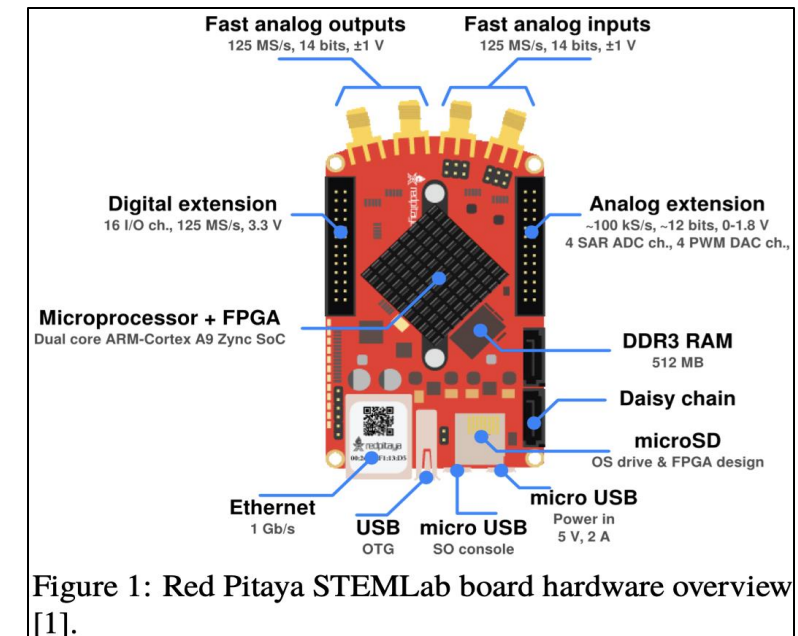 Fast analog outputs
125 MS/s, 14 bits, ±1 V
Fast analog inputs
125 MS/s, 14 bits, ±1 V
redpitaya
Digital extension
16 I/O ch., 125 MS/s, 3.3 V
Analog extension
~100 kS/s, ~12 bits, 0-1.8 V
4 SAR ADC ch., 4 PWM DAC ch.,
Microprocessor + FPGA
Dual core ARM-Cortex A9 Zync SoC
DDR3 RAM
512 MB
Daisy chain
microSD
OS drive & FPGA design
redpitaya
Ethernet
1 Gb/s
USB
OTG
micro USB
SO console
micro USB
Power in
5 V, 2 A
Figure 1: Red Pitaya STEMLab board hardware overview
[1].